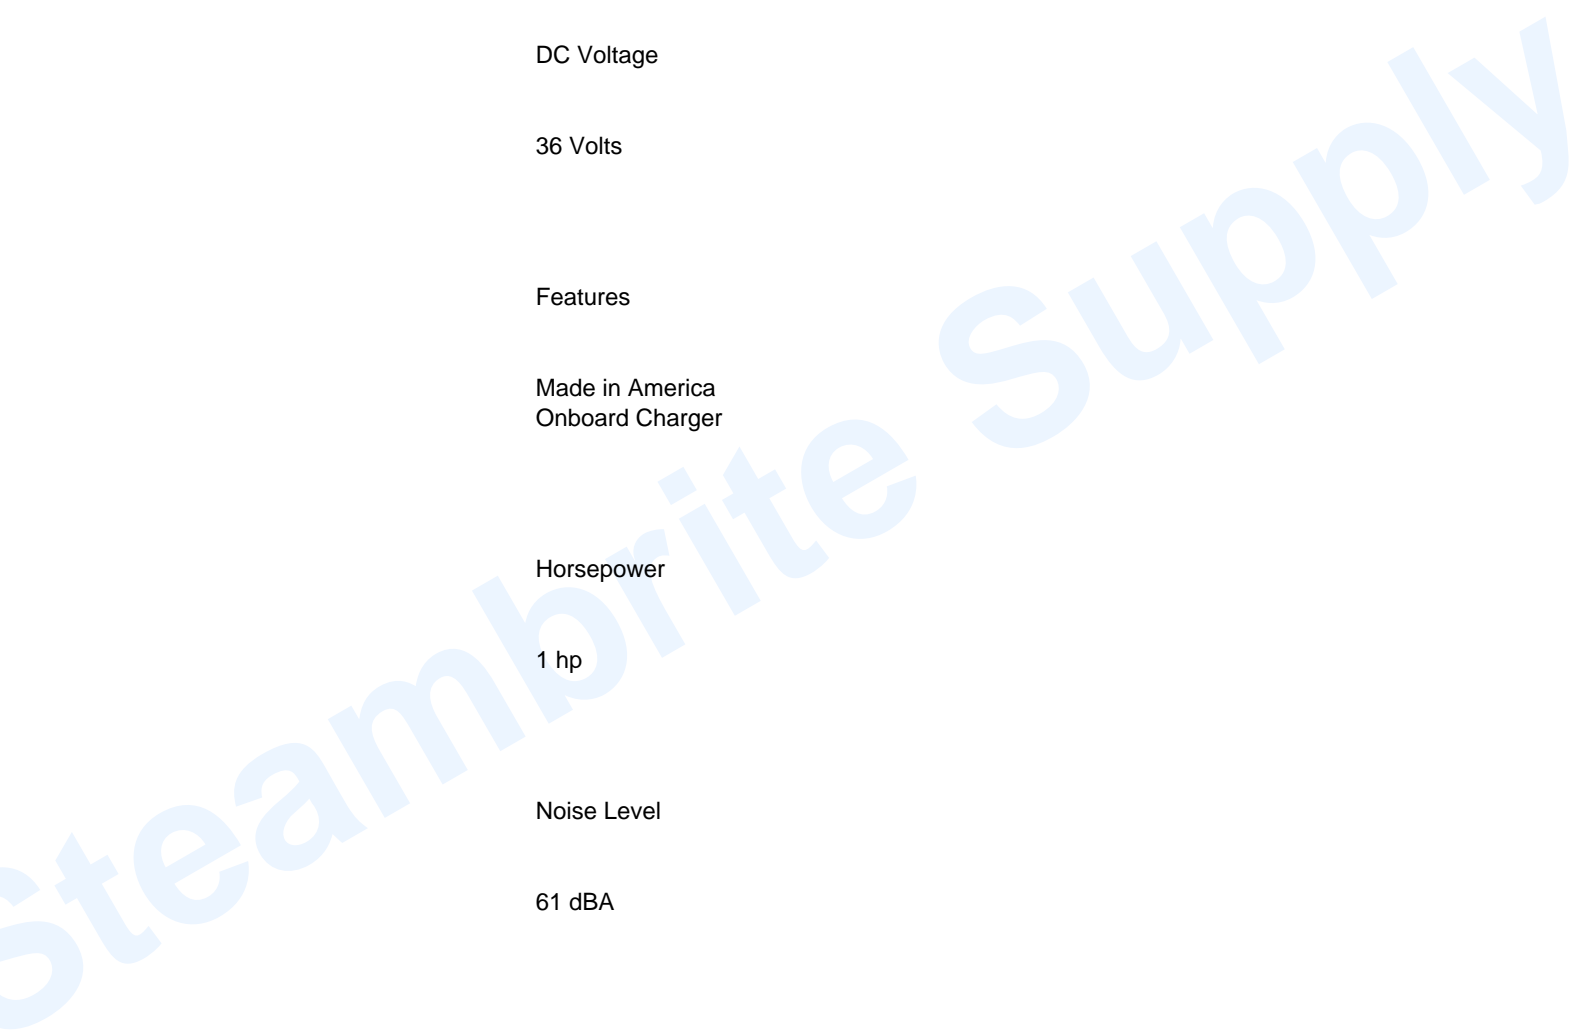 DC Voltage
36 Volts
Features
Made in America
Onboard Charger
Horsepower
1 hp
Noise Level
61 dBA
Steambrite Supply